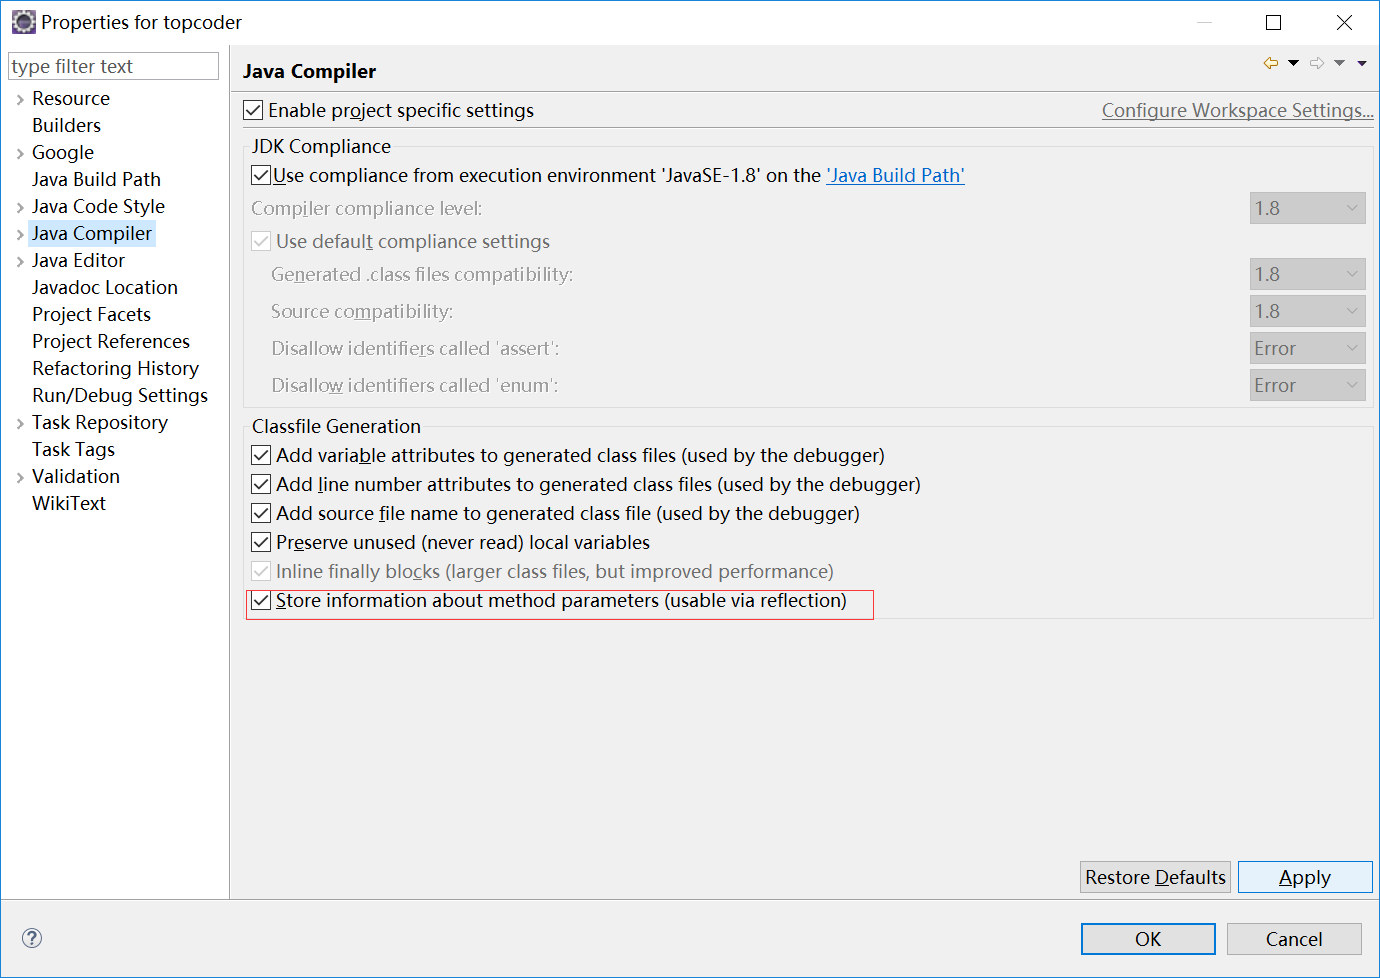 Properties for topcoder
type filter text
Resource
Builders
Google
Java Build Path
Java Code Style
Java Compiler
Java Editor
Javadoc Location
Project Facets
Project References
Refactoring History
Run/Debug Settings
Task Repository
Task Tags
Validation
WikiText
Java Compiler
Enable project specific settings
Configure Workspace Settings...
JDK Compliance
Use compliance from execution environment 'JavaSE-1.8' on the 'Java Build Path'
Compiler compliance level: 1.8
Use default compliance settings
Generated .class files compatibility: 1.8
Source compatibility: 1.8
Disallow identifiers called 'assert': Error
Disallow identifiers called 'enum': Error
Classfile Generation
Add variable attributes to generated class files (used by the debugger)
Add line number attributes to generated class files (used by the debugger)
Add source file name to generated class file (used by the debugger)
Preserve unused (never read) local variables
Inline finally blocks (larger class files, but improved performance)
Store information about method parameters (usable via reflection)
Restore Defaults
Apply
?
OK
Cancel